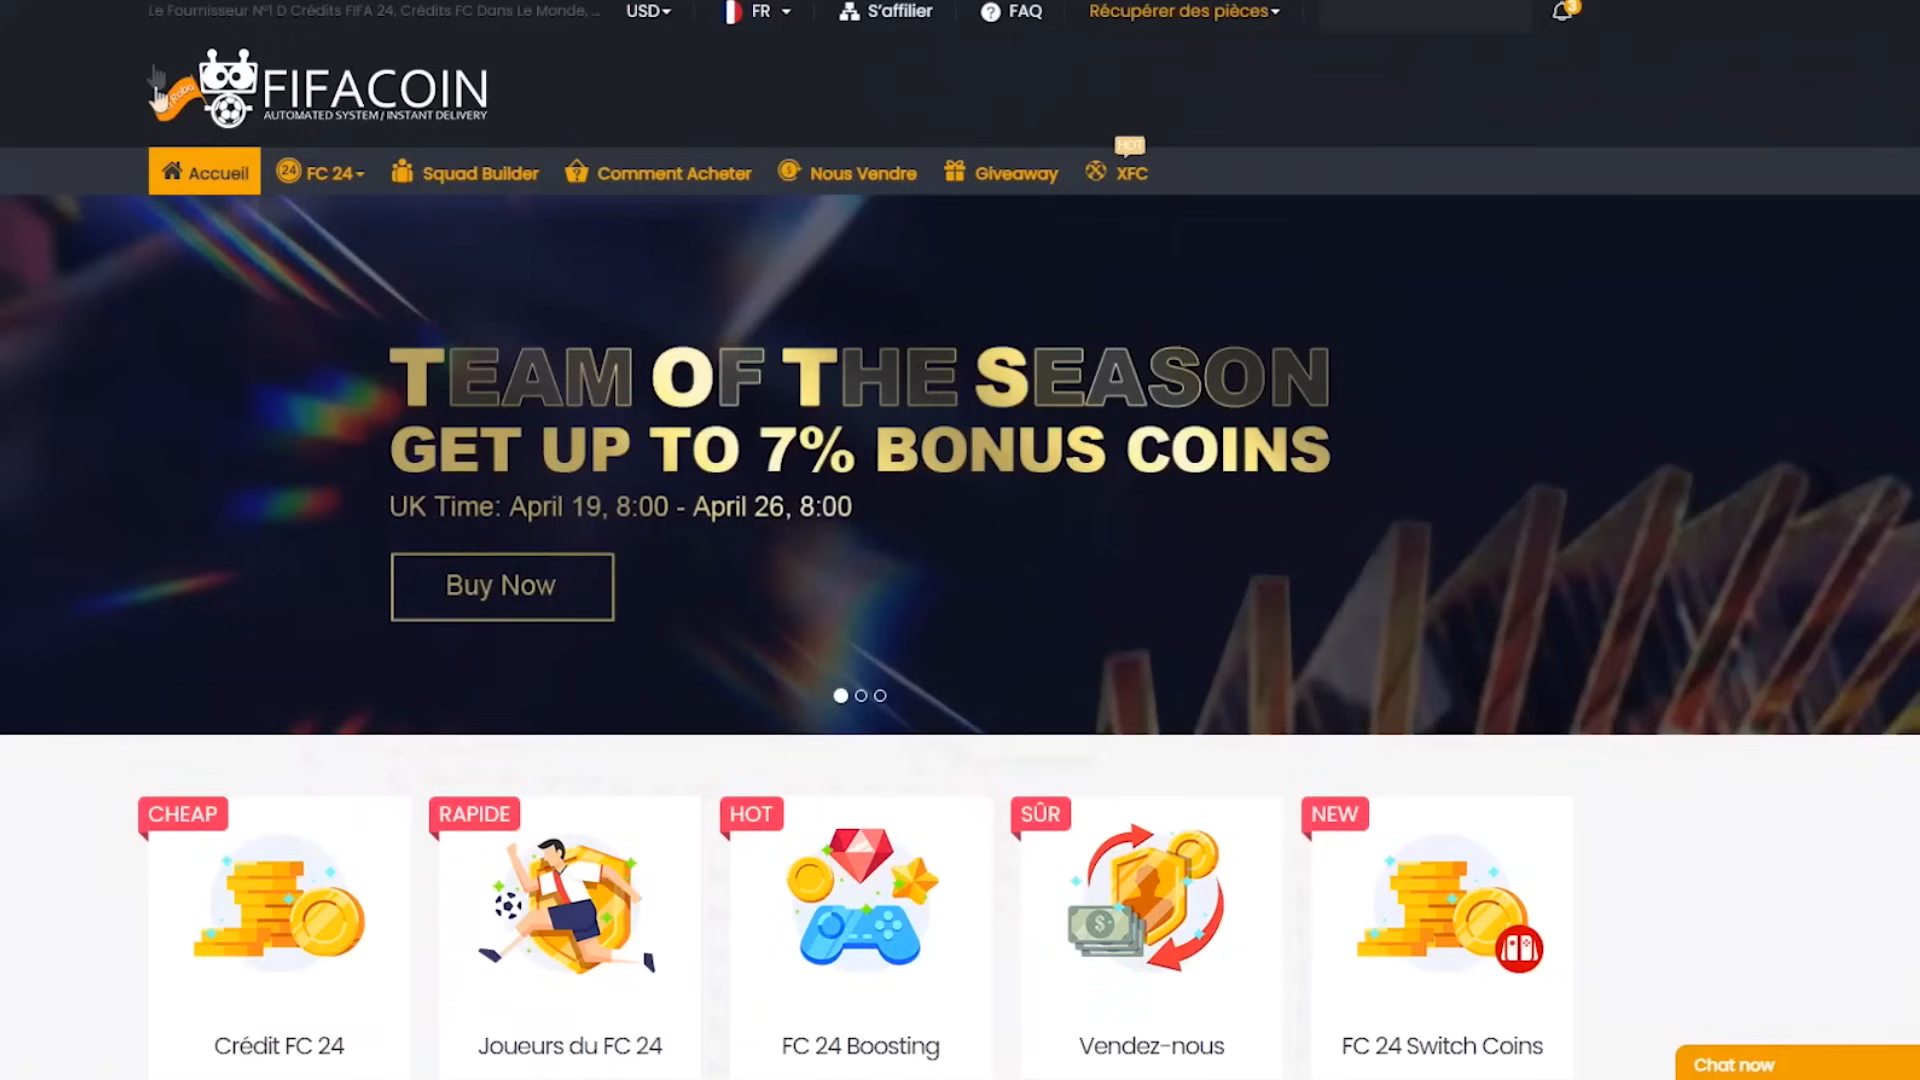 Le Fournisseur Nº1 D Crédits FIFA 24, Crédits FC Dans Le Monde, ...
USD
FR
S'affilier
FAQ
Récupérer des pièces
3
FIFACOIN
AUTOMATED SYSTEM / INSTANT DELIVERY
HOT
Accueil
24
FC 24
Squad Builder
Comment Acheter
Nous Vendre
Giveaway
XFC
TEAM OF THE SEASON
GET UP TO 7% BONUS COINS
UK Time: April 19, 8:00 - April 26, 8:00
Buy Now
CHEAP
RAPIDE
HOT
SÛR
NEW
Crédit FC 24
Joueurs du FC 24
FC 24 Boosting
Vendez-nous
FC 24 Switch Coins
Chat now